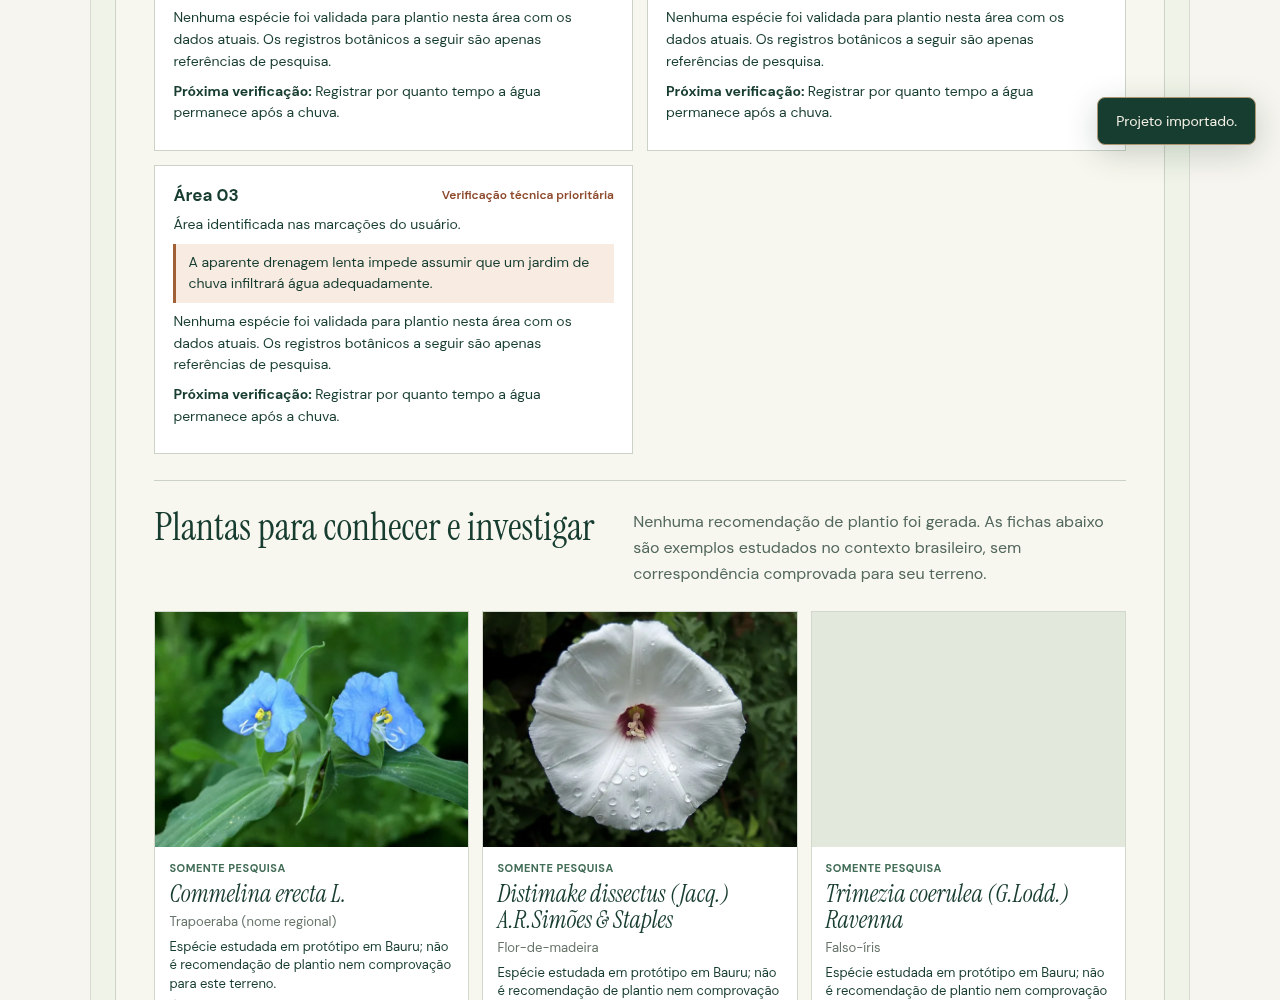 Nenhuma espécie foi validada para plantio nesta área com os
dados atuais. Os registros botânicos a seguir são apenas
referências de pesquisa.
Próxima verificação: Registrar por quanto tempo a água
permanece após a chuva.
Nenhuma espécie foi validada para plantio nesta área com os
dados atuais. Os registros botânicos a seguir são apenas
referências de pesquisa.
Próxima verificação: Registrar por quanto tempo a água
permanece após a chuva.
Projeto importado.
Área 03
Verificação técnica prioritária
Área identificada nas marcações do usuário.
A aparente drenagem lenta impede assumir que um jardim de
chuva infiltrará água adequadamente.
Nenhuma espécie foi validada para plantio nesta área com os
dados atuais. Os registros botânicos a seguir são apenas
referências de pesquisa.
Próxima verificação: Registrar por quanto tempo a água
permanece após a chuva.
Plantas para conhecer e investigar
Nenhuma recomendação de plantio foi gerada. As fichas abaixo
são exemplos estudados no contexto brasileiro, sem
correspondência comprovada para seu terreno.
SOMENTE PESQUISA
Commelina erecta L.
Trapoeraba (nome regional)
Espécie estudada em protótipo em Bauru; não
é recomendação de plantio nem comprovação
para este terreno.
SOMENTE PESQUISA
Distimake dissectus (Jacq.)
A.R.Simões & Staples
Flor-de-madeira
Espécie estudada em protótipo em Bauru; não
é recomendação de plantio nem comprovação
SOMENTE PESQUISA
Trimezia coerulea (G.Lodd.)
Ravenna
Falso-íris
Espécie estudada em protótipo em Bauru; não
é recomendação de plantio nem comprovação